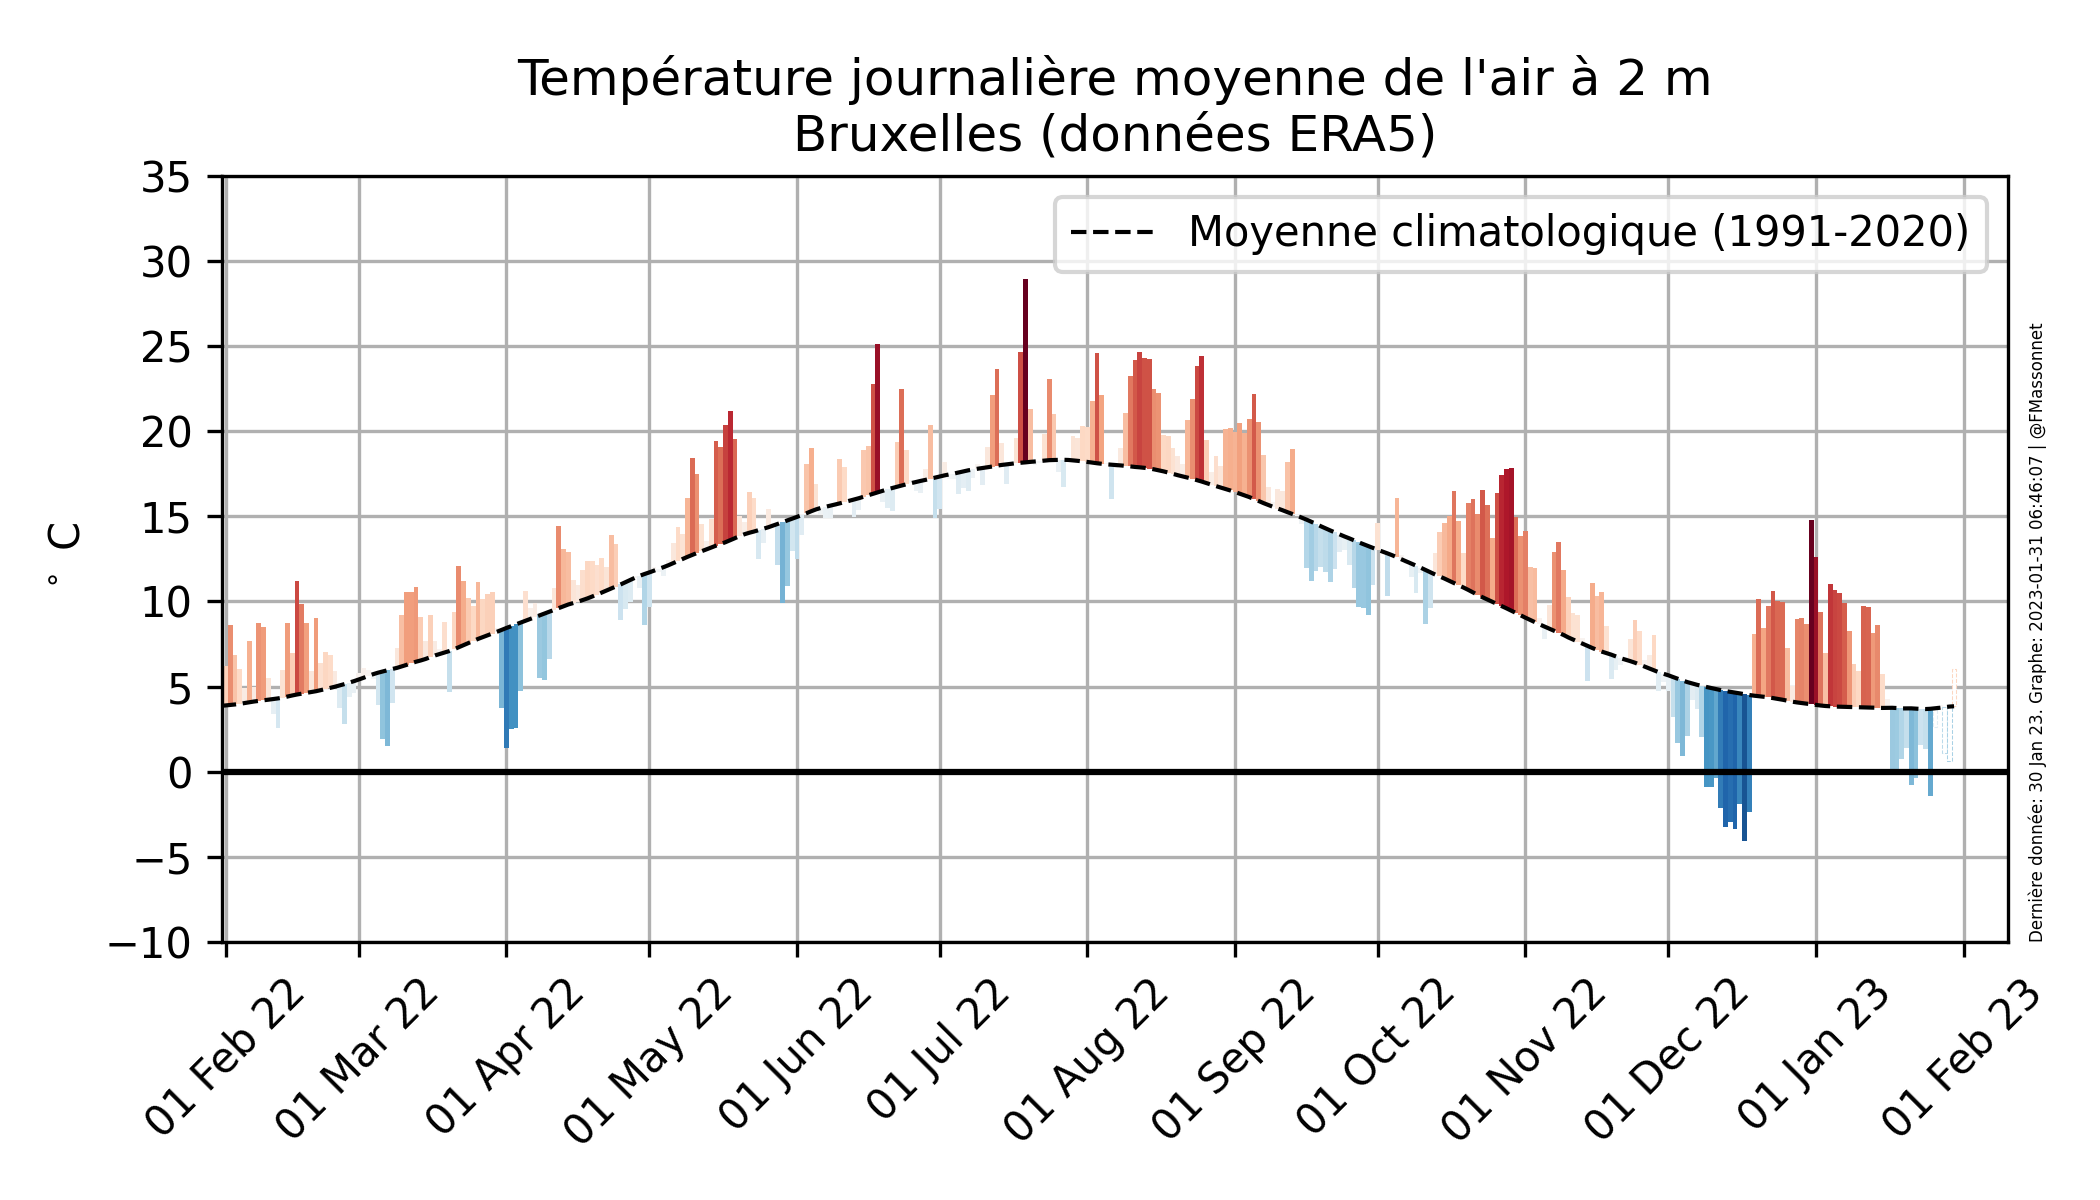 Température journalière moyenne de l'air à 2 m
Bruxelles (données ERA5)
Moyenne climatologique (1991-2020)
35
30
25
20
15
10
5
0
−5
−10
° C
01 Feb 22
01 Mar 22
01 Apr 22
01 May 22
01 Jun 22
01 Jul 22
01 Aug 22
01 Sep 22
01 Oct 22
01 Nov 22
01 Dec 22
01 Jan 23
01 Feb 23
Dernière donnée: 30 Jan 23. Graphe: 2023-01-31 06:46:07 | @FMassonnet